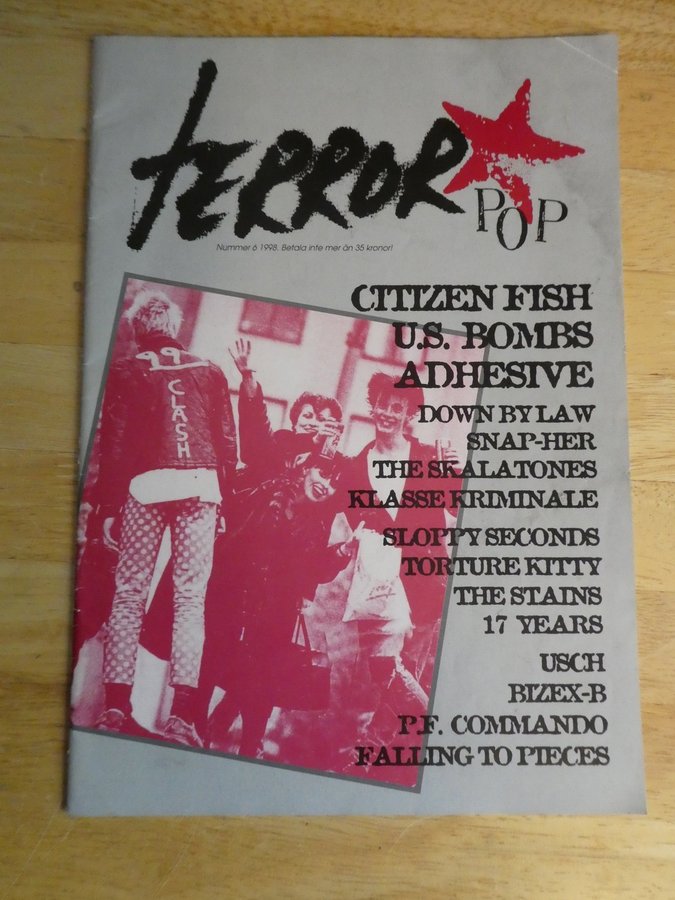 tERROR
POP
Nummer 6 1998. Betala inte mer än 35 kronor!
CITIZEN FISH
U.S. BOMBS
ADHESIVE
DOWN BY LAW
SNAP-HER
THE SKALATONES
KLASSE KRIMINALE
SLOPPY SECONDS
TORTURE KITTY
THE STAINS
17 YEARS
USCH
BIZEX-B
P.F. COMMANDO
FALLING TO PIECES
CLASH